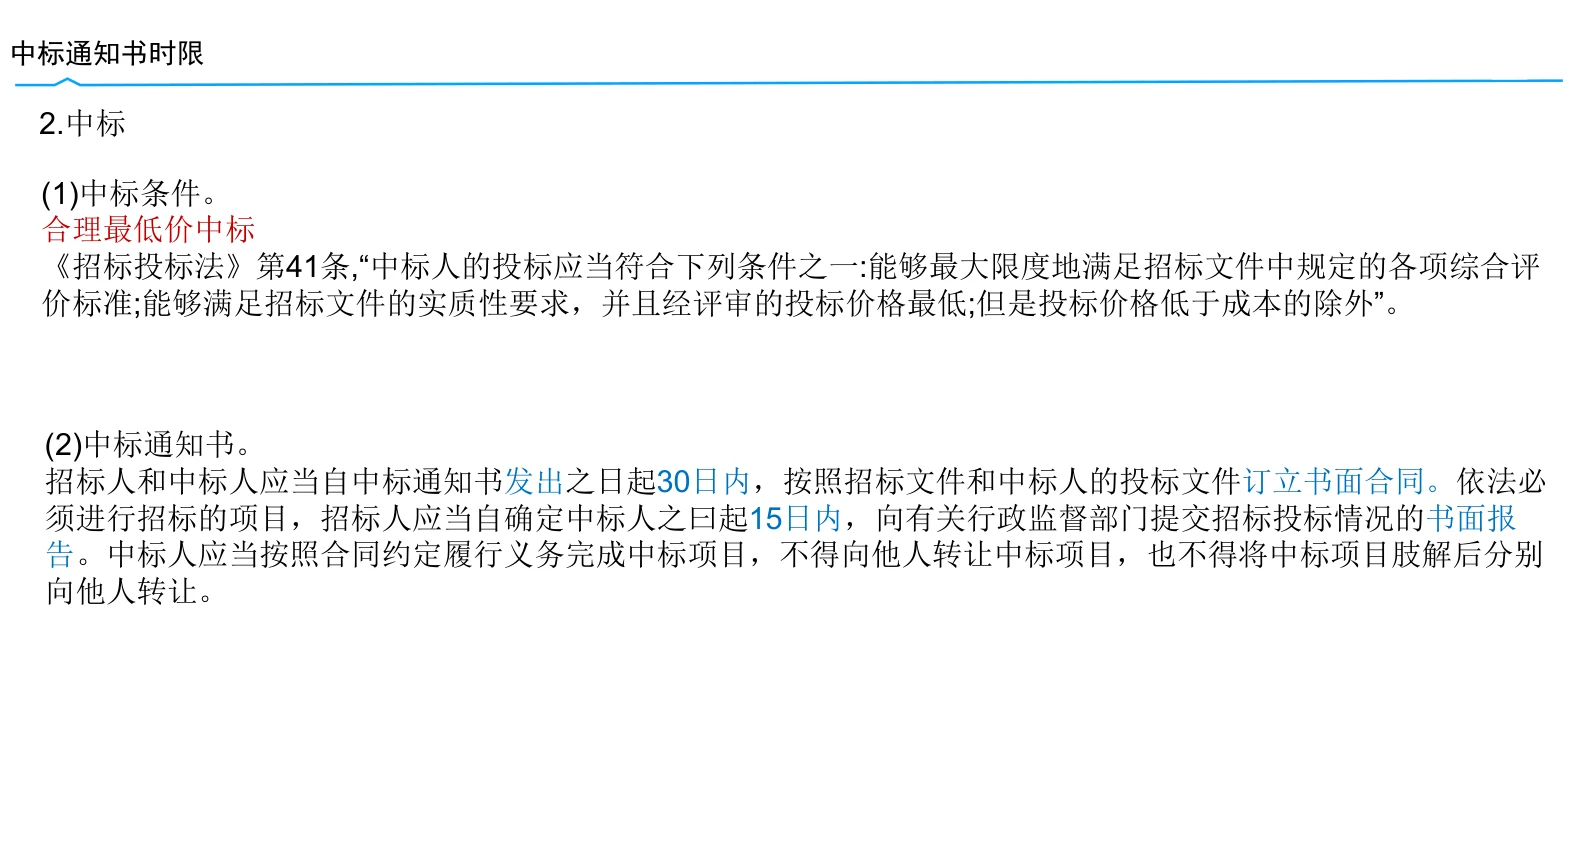 中标通知书时限
2.中标
(1)中标条件。
合理最低价中标
《招标投标法》第41条,“中标人的投标应当符合下列条件之一:能够最大限度地满足招标文件中规定的各项综合评
价标准;能够满足招标文件的实质性要求，并且经评审的投标价格最低;但是投标价格低于成本的除外”。
(2)中标通知书。
招标人和中标人应当自中标通知书发出之日起30日内，按照招标文件和中标人的投标文件订立书面合同。依法必
须进行招标的项目，招标人应当自确定中标人之曰起15日内，向有关行政监督部门提交招标投标情况的书面报
告。中标人应当按照合同约定履行义务完成中标项目，不得向他人转让中标项目，也不得将中标项目肢解后分别
向他人转让。